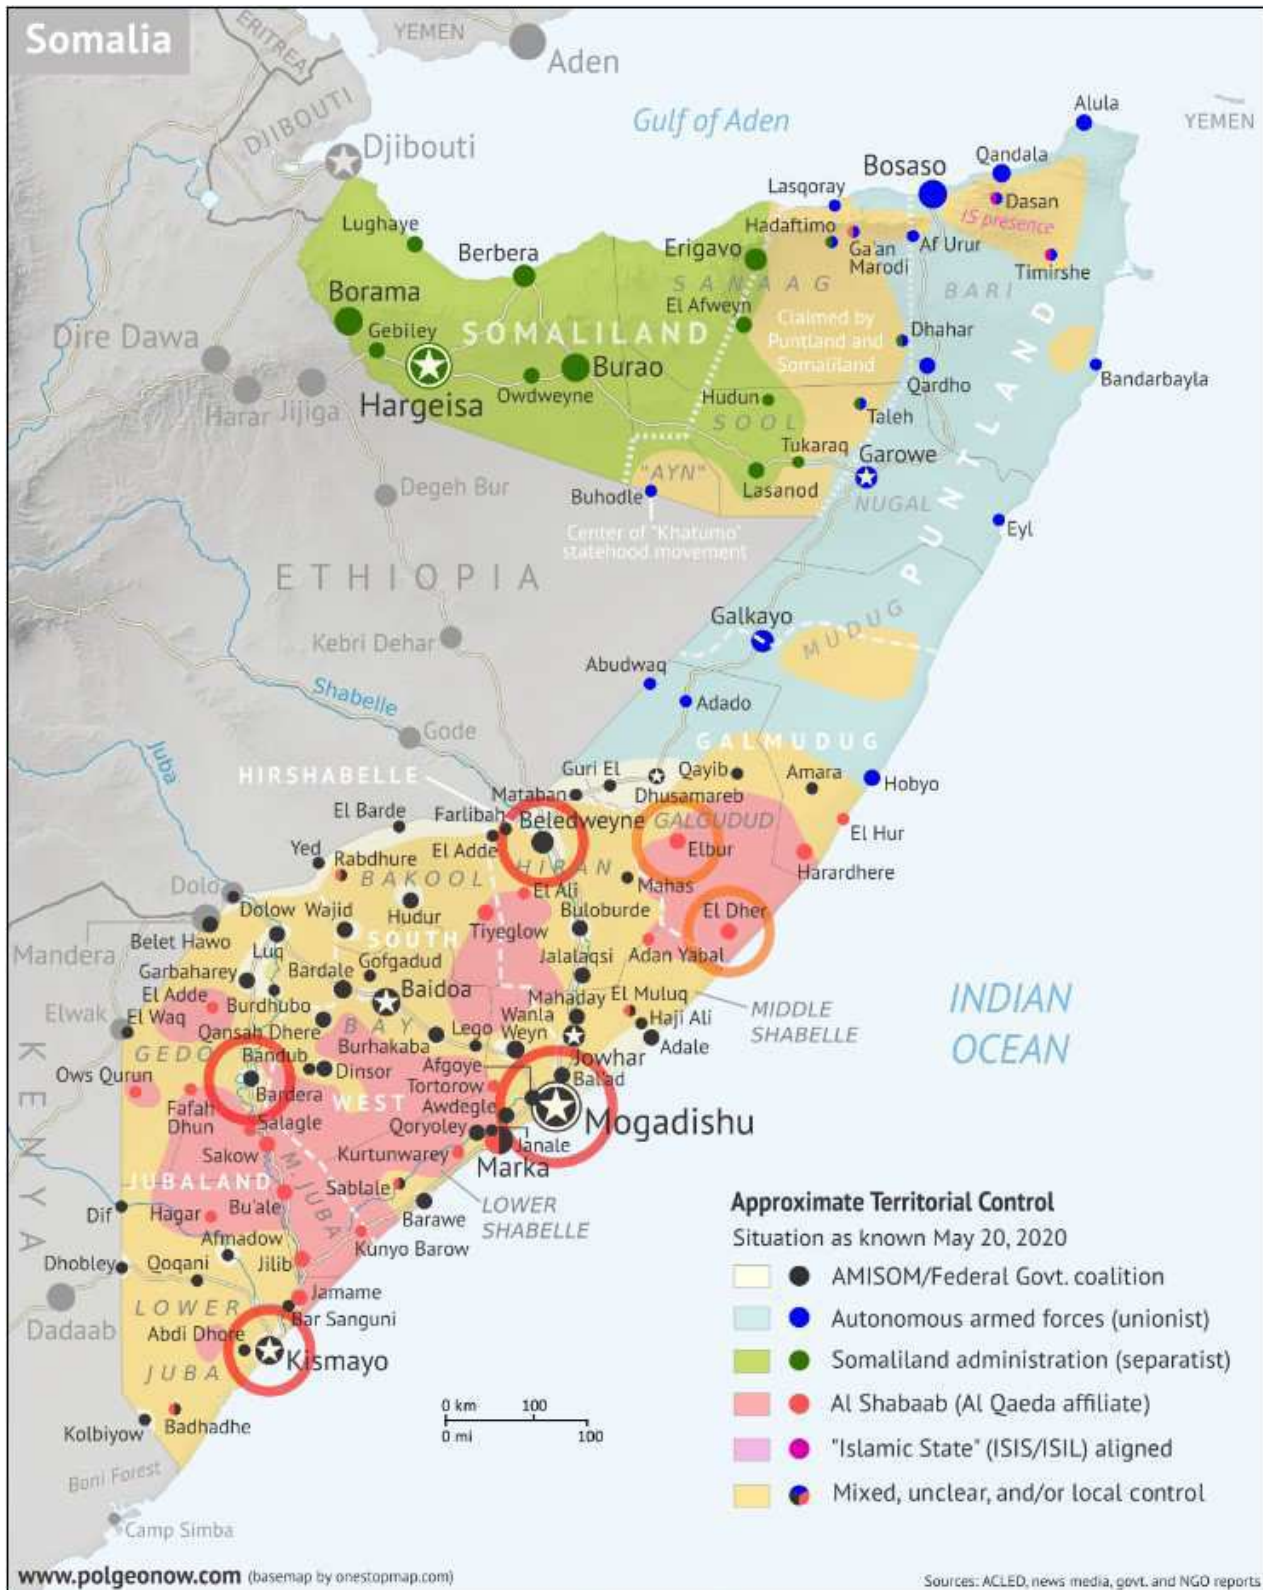 Somalia
ERITREA
YEMEN
Aden
DJIBOUTI
Djibouti
Gulf of Aden
Alula
YEMEN
Qandala
Bosaso
Lasqoray
Dasan
IS presence
Lughaye
Hadaftimo
Af Urur
Berbera
Erigavo
Ga'an
Marodi
Timirshe
SANAAG
BARI
Borama
El Afweyn
Gebiley
SOMALILAND
Claimed by
Puntland and
Somaliland
Dhahar
Dire Dawa
Burao
Qardho
Bandarbayla
Harar
Jijiga
Hargeisa
Owdweyne
Hudun
Taleh
SOOL
PUNTLAND
Tukaraq
Garowe
"AYN"
Degeh Bur
Buhodle
Lasanod
NUGAL
Center of "Khatumo"
statehood movement
Eyl
ETHIOPIA
Galkayo
Kebri Dehar
MUDUG
Abudwaq
Shabelle
Adado
Gode
Juba
GALMUDUG
HIRSHABELLE
Guri El
Qayib
Amara
Hobyo
Mataban
Dhusamareb
El Barde
Farlibah
Beledweyne
GALGUDUD
El Hur
Yed
El Adde
Elbur
Rabdhure
HIRAN
Harardhere
BAKOOL
Mahas
Dolo
El Ali
Dolow
Wajid
Hudur
Buloburde
El Dher
Belet Hawo
SOUTH
Tiyeglow
Mandera
Luq
Gofgadud
Jalalaqsi
Adan Yabal
Garbaharey
Bardale
Baidoa
El Adde
Burdhubo
Mahaday
El Muluq
MIDDLE
SHABELLE
INDIAN
OCEAN
Elwak
El Waq
Qansah Dhere
BAY
Lego
Wanla
Weyn
Haji Ali
GEDO
Bandub
Burhakaba
Jowhar
Adale
KENYA
Ows Qurun
Dinsor
Afgoye
Bal'ad
Bardera
Tortorow
Fafah
Dhun
WEST
Awdegle
Mogadishu
Salagle
Qoryoley
Janale
Sakow
Kurtunwarey
Marka
JUBALAND
M. JUBA
Sablale
LOWER
SHABELLE
Dif
Hagar
Bu'ale
Barawe
Afmadow
Kunyo Barow
Dhobley
Qoqani
Jilib
Jamame
LOWER
JUBA
Bar Sanguni
Dadaab
Abdi Dhore
Kismayo
Kolbiyow
Badhadhe
0 km 100
0 mi 100
Boni Forest
Camp Simba
Approximate Territorial Control
Situation as known May 20, 2020
AMISOM/Federal Govt. coalition
Autonomous armed forces (unionist)
Somaliland administration (separatist)
Al Shabaab (Al Qaeda affiliate)
"Islamic State" (ISIS/ISIL) aligned
Mixed, unclear, and/or local control
www.polgeonow.com (basemap by onestopmap.com)
Sources: ACLED, news media, govt. and NGO reports